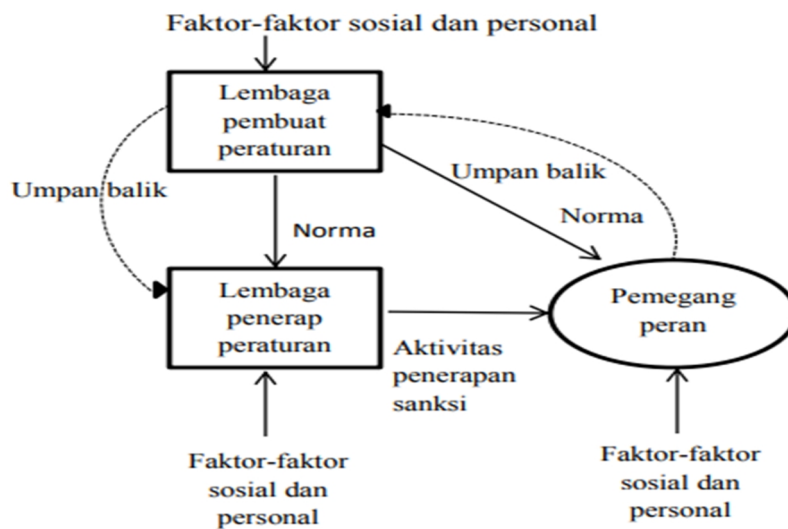 Faktor-faktor sosial dan personal
Lembaga
pembuat
peraturan
Umpan balik
Umpan balik
Norma
Norma
Lembaga
penerap
peraturan
Pemegang
peran
Aktivitas
penerapan
sanksi
Faktor-faktor
sosial dan
personal
Faktor-faktor
sosial dan
personal